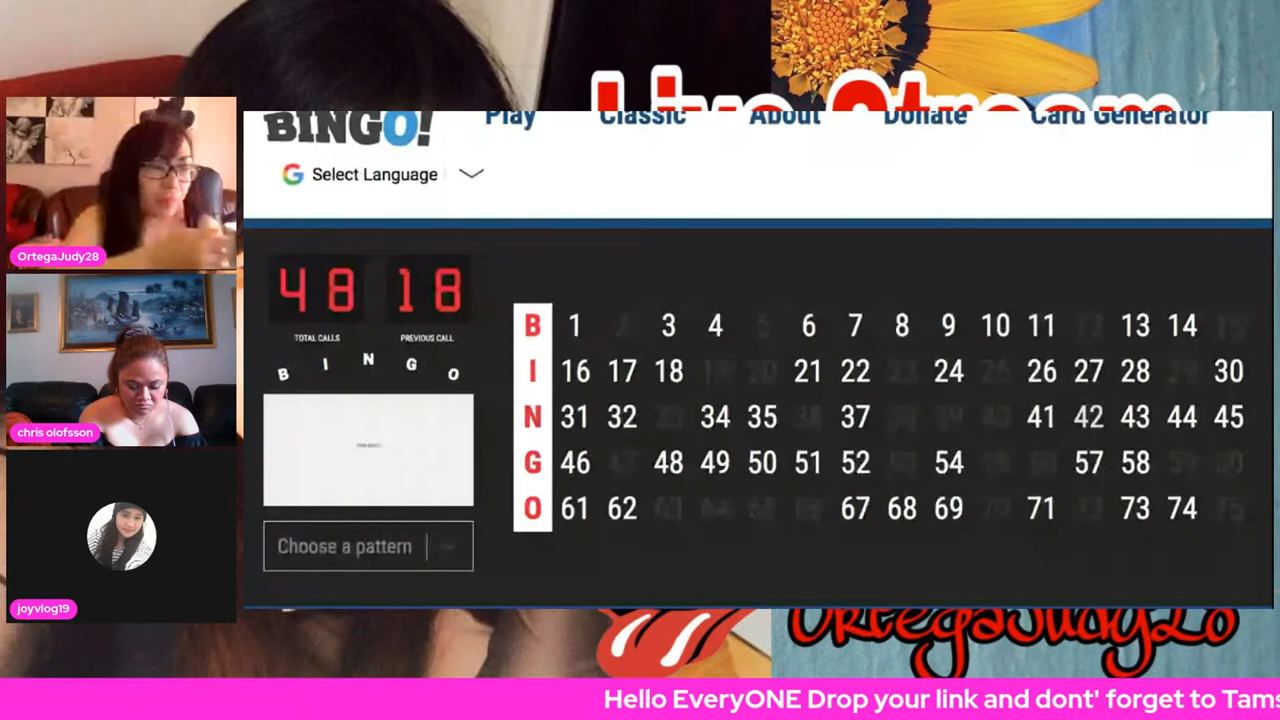 Live Stream
BINGO!
Play Classic About Donate Card Generator
Select Language
48 18
TOTAL CALLS PREVIOUS CALL
B I N G O
Choose a pattern
B 1 3 4 6 7 8 9 10 11 13 14
I 16 17 18 21 22 24 26 27 28 30
N 31 32 34 35 37 41 42 43 44 45
G 46 48 49 50 51 52 54 57 58
O 61 62 67 68 69 71 73 74
OrtegaJudy28
chris olofsson
joyvlog19
Hello EveryONE Drop your link and dont' forget to Tams